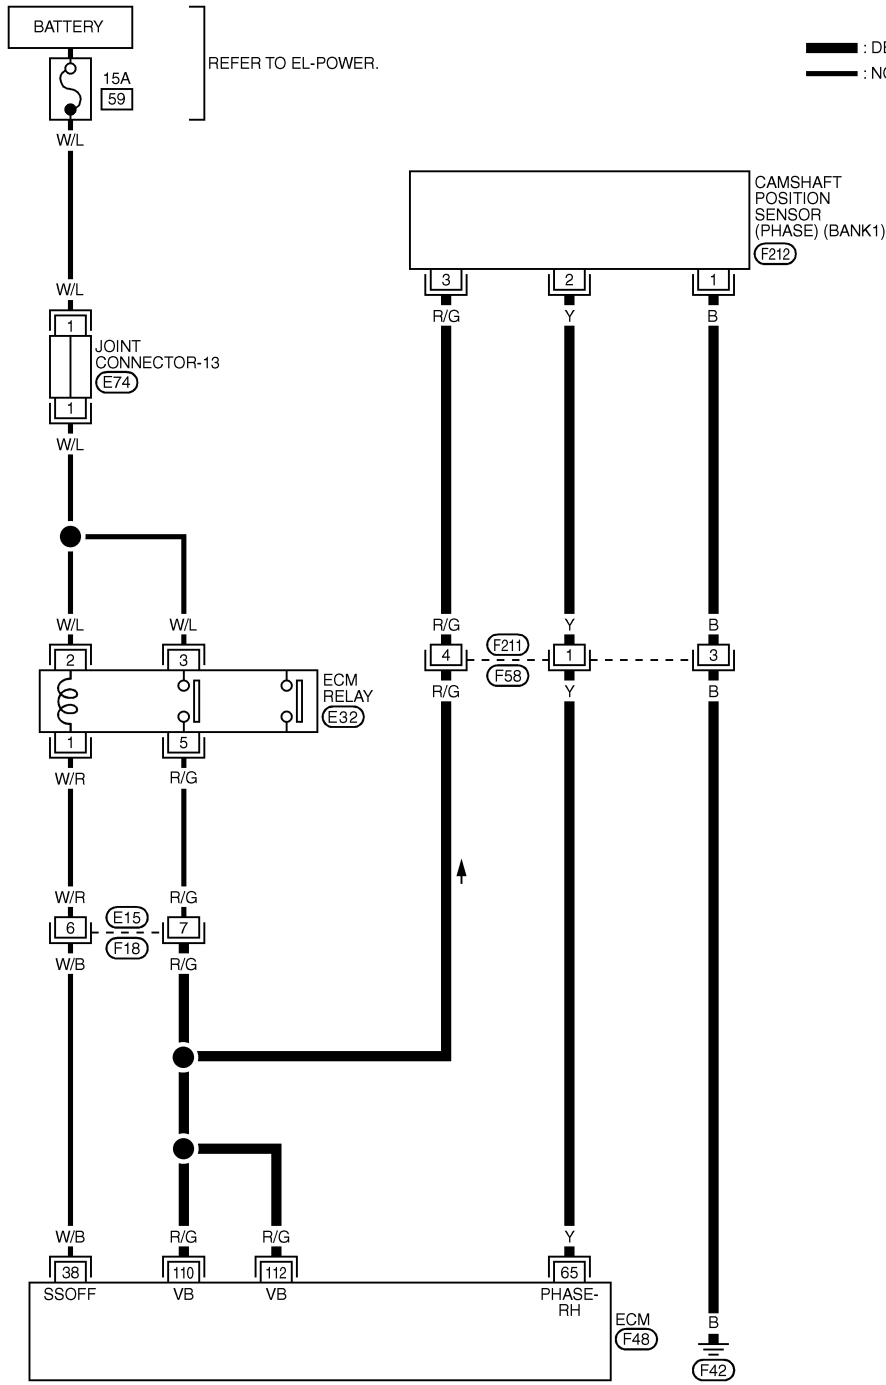 BATTERY
REFER TO EL-POWER.
15A
59
: DE
: NO
W/L
CAMSHAFT
POSITION
SENSOR
(PHASE) (BANK1)
F212
3 2 1
W/L
R/G Y B
1
JOINT
CONNECTOR-13
E74
1
W/L
W/L W/L R/G Y B
F211
2 3 4 1 3
F58
ECM
RELAY
E32
R/G Y B
1 5
W/R R/G
W/R R/G
E15
6 7
F18
W/B R/G
W/B R/G R/G Y
38 110 112 65
SSOFF VB VB PHASE-
RH
ECM
F48
B
F42